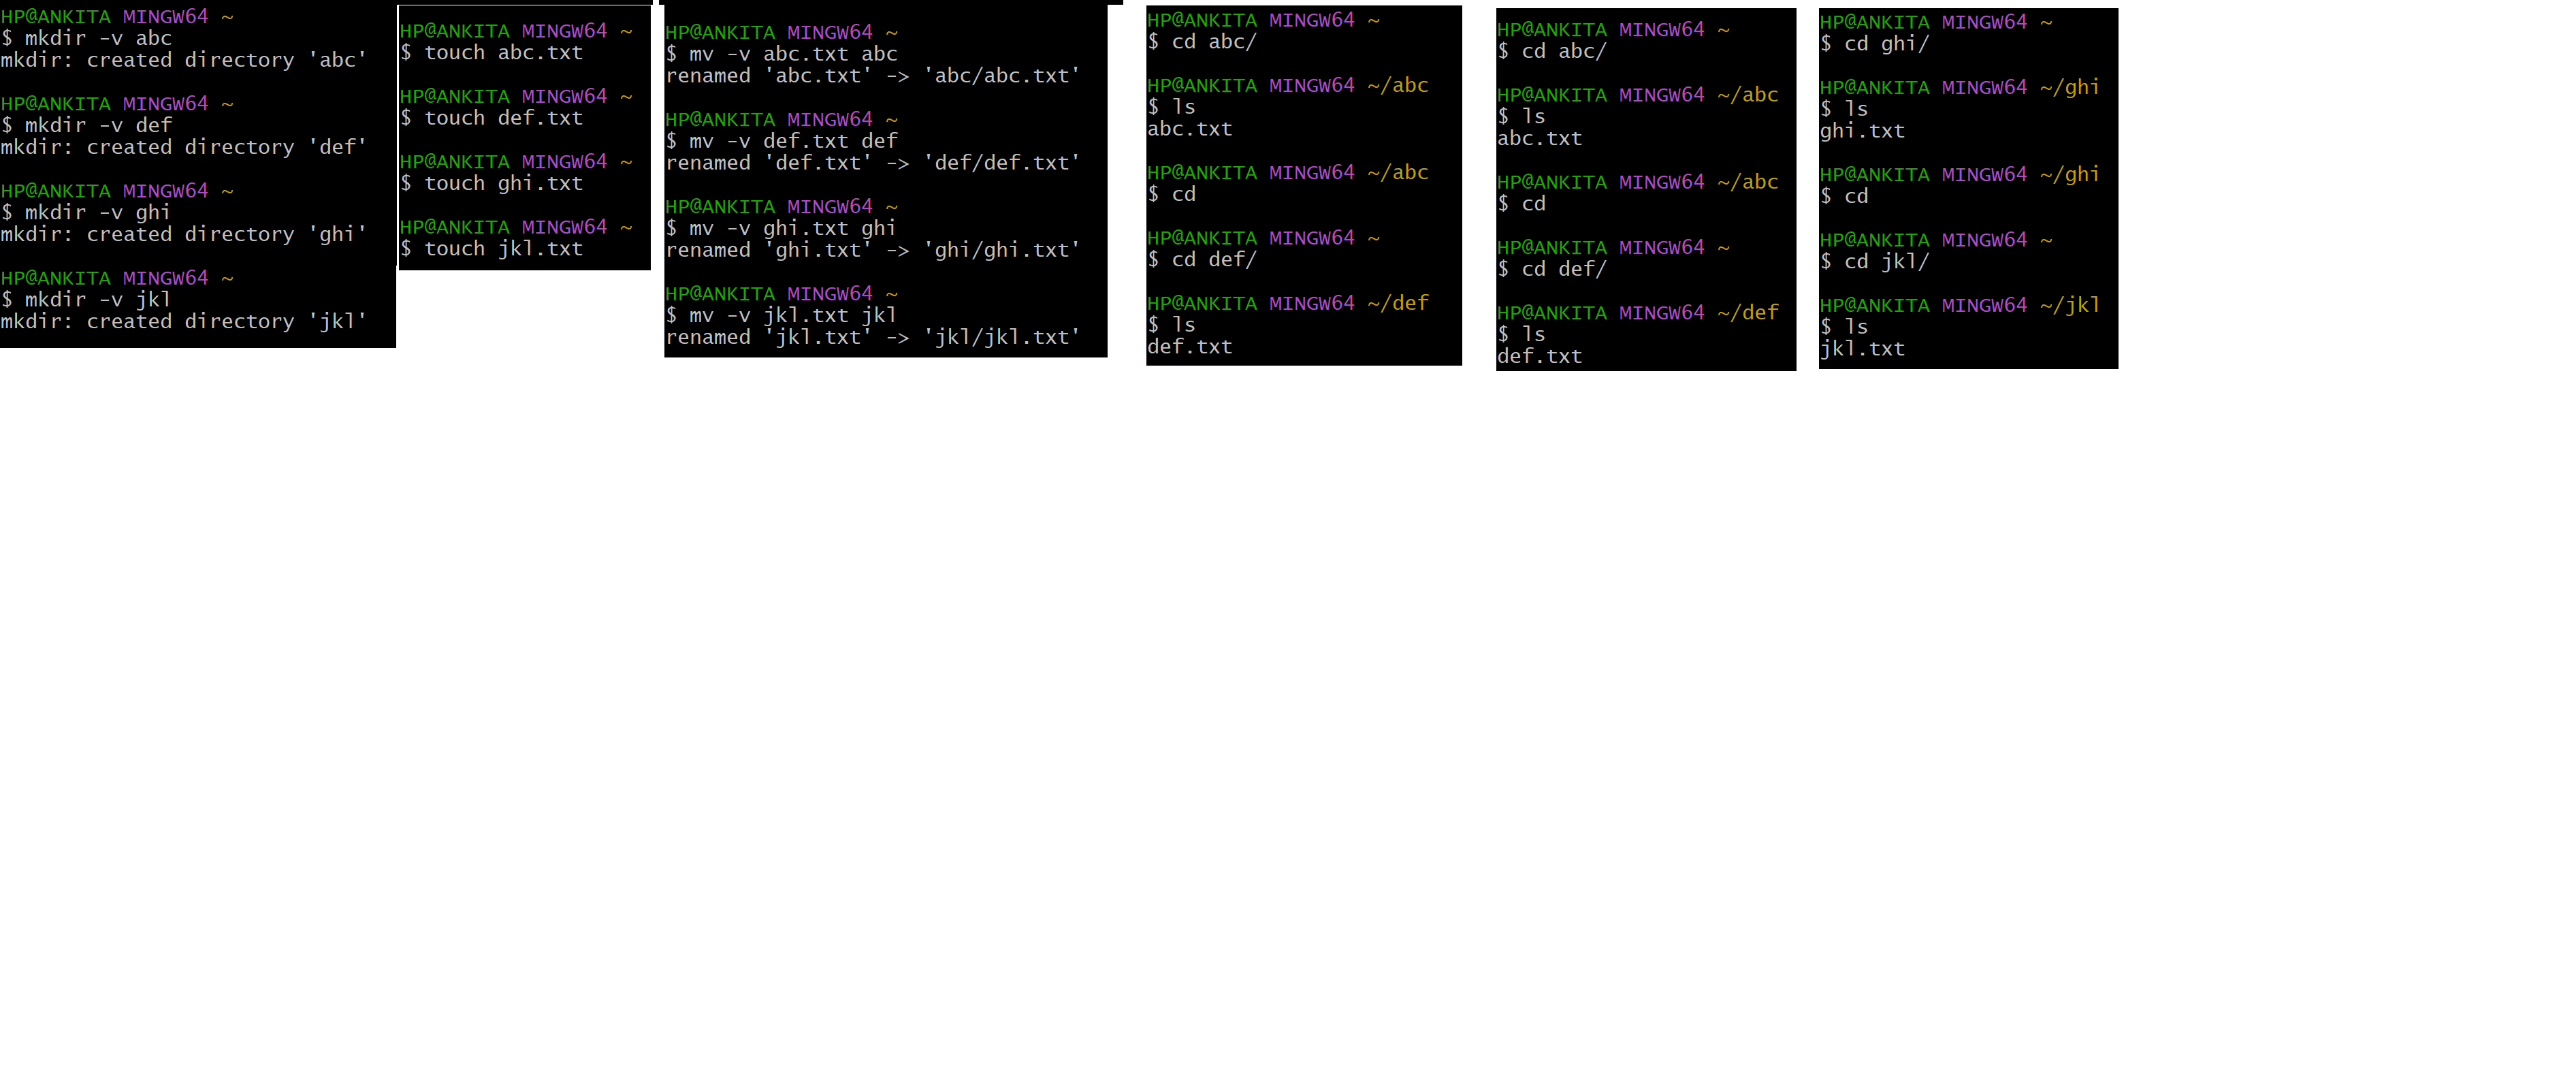 HP@ANKITA MINGW64 ~
$ mkdir -v abc
mkdir: created directory 'abc'
HP@ANKITA MINGW64 ~
$ mkdir -v def
mkdir: created directory 'def'
HP@ANKITA MINGW64 ~
$ mkdir -v ghi
mkdir: created directory 'ghi'
HP@ANKITA MINGW64 ~
$ mkdir -v jkl
mkdir: created directory 'jkl'
HP@ANKITA MINGW64 ~
$ touch abc.txt
HP@ANKITA MINGW64 ~
$ touch def.txt
HP@ANKITA MINGW64 ~
$ touch ghi.txt
HP@ANKITA MINGW64 ~
$ touch jkl.txt
HP@ANKITA MINGW64 ~
$ mv -v abc.txt abc
renamed 'abc.txt' -> 'abc/abc.txt'
HP@ANKITA MINGW64 ~
$ mv -v def.txt def
renamed 'def.txt' -> 'def/def.txt'
HP@ANKITA MINGW64 ~
$ mv -v ghi.txt ghi
renamed 'ghi.txt' -> 'ghi/ghi.txt'
HP@ANKITA MINGW64 ~
$ mv -v jkl.txt jkl
renamed 'jkl.txt' -> 'jkl/jkl.txt'
HP@ANKITA MINGW64 ~
$ cd abc/
HP@ANKITA MINGW64 ~/abc
$ ls
abc.txt
HP@ANKITA MINGW64 ~/abc
$ cd
HP@ANKITA MINGW64 ~
$ cd def/
HP@ANKITA MINGW64 ~/def
$ ls
def.txt
HP@ANKITA MINGW64 ~
$ cd abc/
HP@ANKITA MINGW64 ~/abc
$ ls
abc.txt
HP@ANKITA MINGW64 ~/abc
$ cd
HP@ANKITA MINGW64 ~
$ cd def/
HP@ANKITA MINGW64 ~/def
$ ls
def.txt
HP@ANKITA MINGW64 ~
$ cd ghi/
HP@ANKITA MINGW64 ~/ghi
$ ls
ghi.txt
HP@ANKITA MINGW64 ~/ghi
$ cd
HP@ANKITA MINGW64 ~
$ cd jkl/
HP@ANKITA MINGW64 ~/jkl
$ ls
jkl.txt